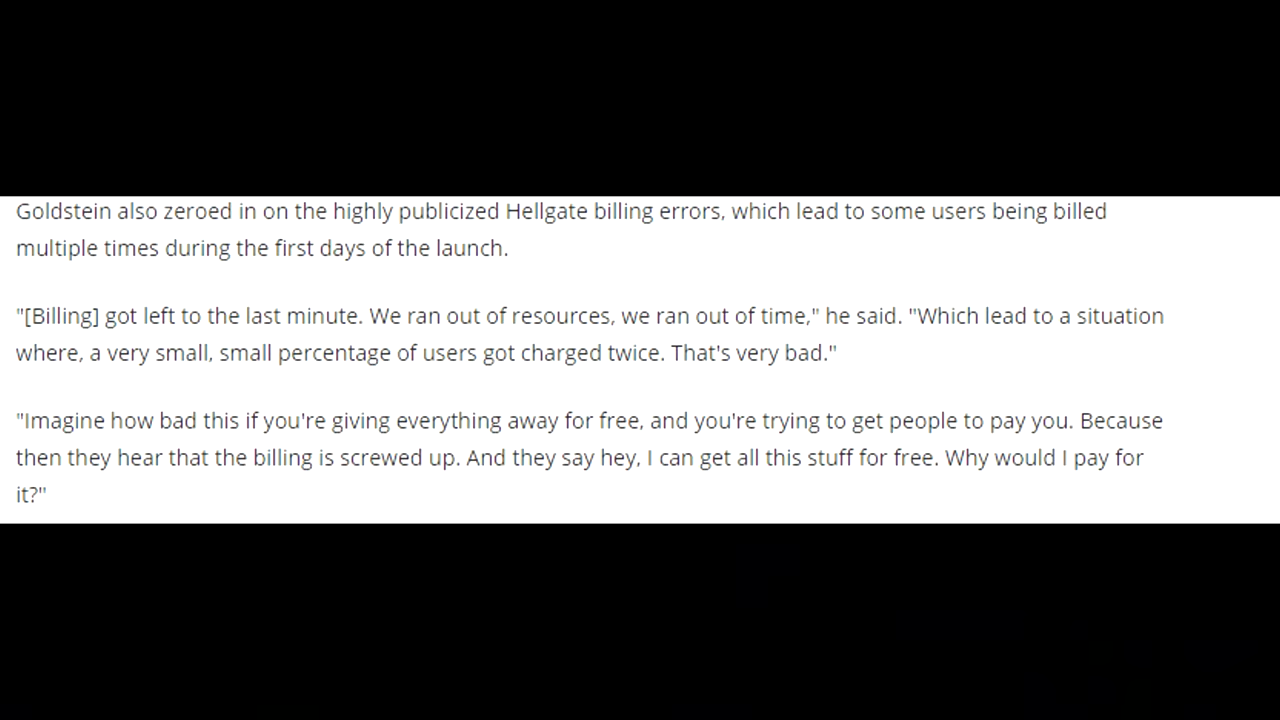 Goldstein also zeroed in on the highly publicized Hellgate billing errors, which lead to some users being billed
multiple times during the first days of the launch.
"[Billing] got left to the last minute. We ran out of resources, we ran out of time," he said. "Which lead to a situation
where, a very small, small percentage of users got charged twice. That's very bad."
"Imagine how bad this if you're giving everything away for free, and you're trying to get people to pay you. Because
then they hear that the billing is screwed up. And they say hey, I can get all this stuff for free. Why would I pay for
it?"